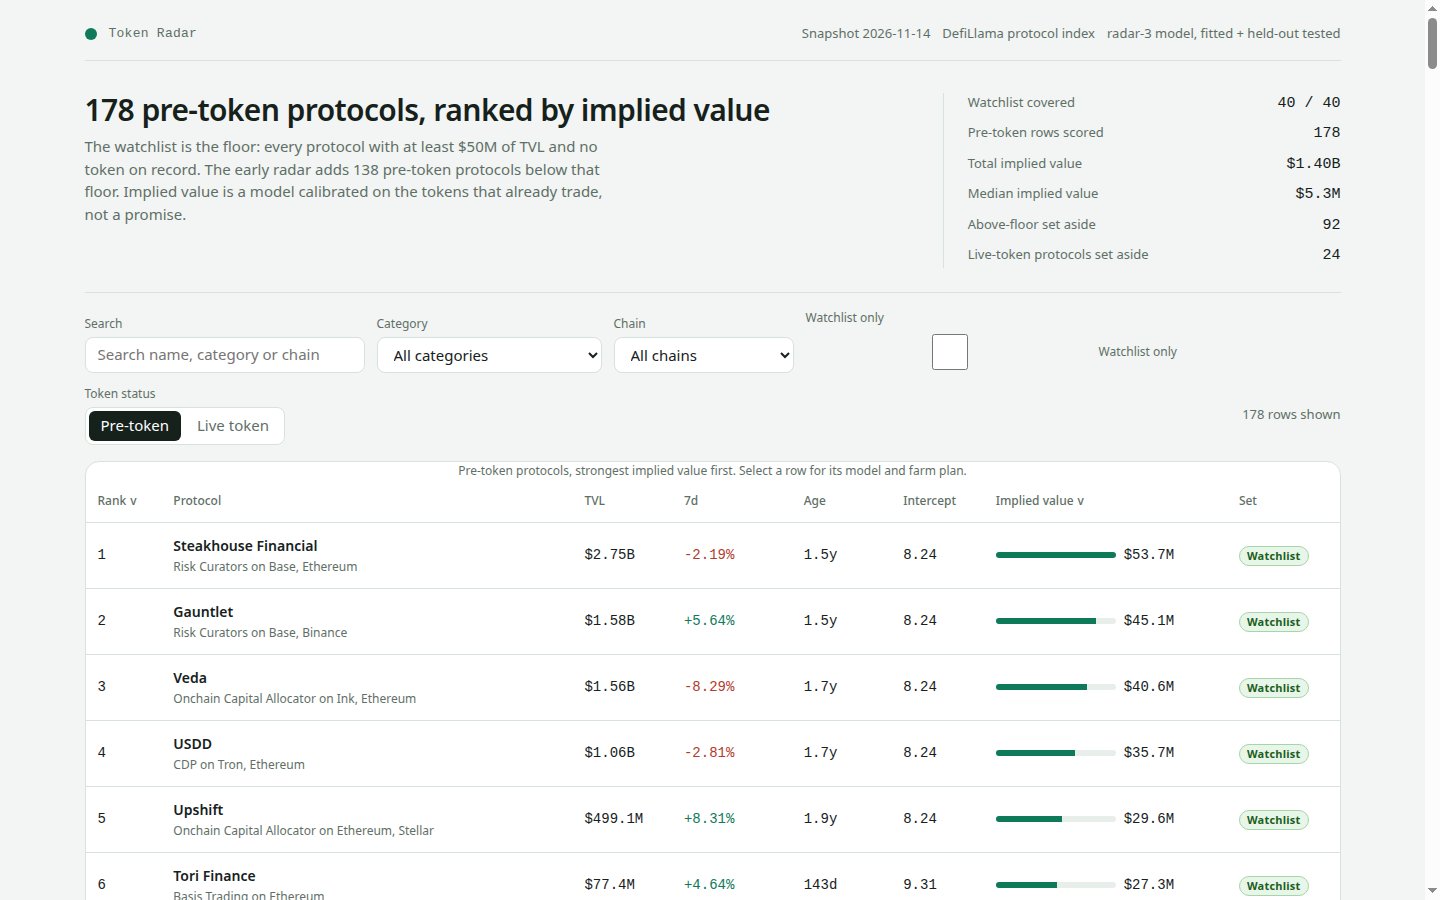 Token Radar
Snapshot 2026-11-14 DefiLlama protocol index radar-3 model, fitted + held-out tested
178 pre-token protocols, ranked by implied value
The watchlist is the floor: every protocol with at least $50M of TVL and no
token on record. The early radar adds 138 pre-token protocols below that
floor. Implied value is a model calibrated on the tokens that already trade,
not a promise.
Watchlist covered 40 / 40
Pre-token rows scored 178
Total implied value $1.40B
Median implied value $5.3M
Above-floor set aside 92
Live-token protocols set aside 24
Search Category Chain Watchlist only
Search name, category or chain All categories All chains Watchlist only
Token status
Pre-token Live token 178 rows shown
Pre-token protocols, strongest implied value first. Select a row for its model and farm plan.
Rank v Protocol TVL 7d Age Intercept Implied value v Set
1 Steakhouse Financial $2.75B -2.19% 1.5y 8.24 $53.7M Watchlist
Risk Curators on Base, Ethereum
2 Gauntlet $1.58B +5.64% 1.5y 8.24 $45.1M Watchlist
Risk Curators on Base, Binance
3 Veda $1.56B -8.29% 1.7y 8.24 $40.6M Watchlist
Onchain Capital Allocator on Ink, Ethereum
4 USDD $1.06B -2.81% 1.7y 8.24 $35.7M Watchlist
CDP on Tron, Ethereum
5 Upshift $499.1M +8.31% 1.9y 8.24 $29.6M Watchlist
Onchain Capital Allocator on Ethereum, Stellar
6 Tori Finance $77.4M +4.64% 143d 9.31 $27.3M Watchlist
Basis Trading on Ethereum